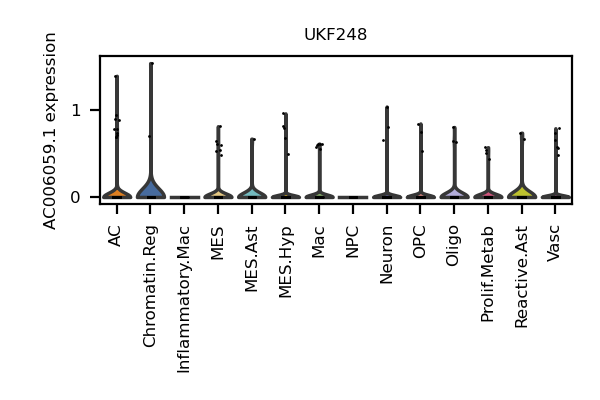 UKF248
AC006059.1 expression
1
0
AC
Chromatin.Reg
Inflammatory.Mac
MES
MES.Ast
MES.Hyp
Mac
NPC
Neuron
OPC
Oligo
Prolif.Metab
Reactive.Ast
Vasc